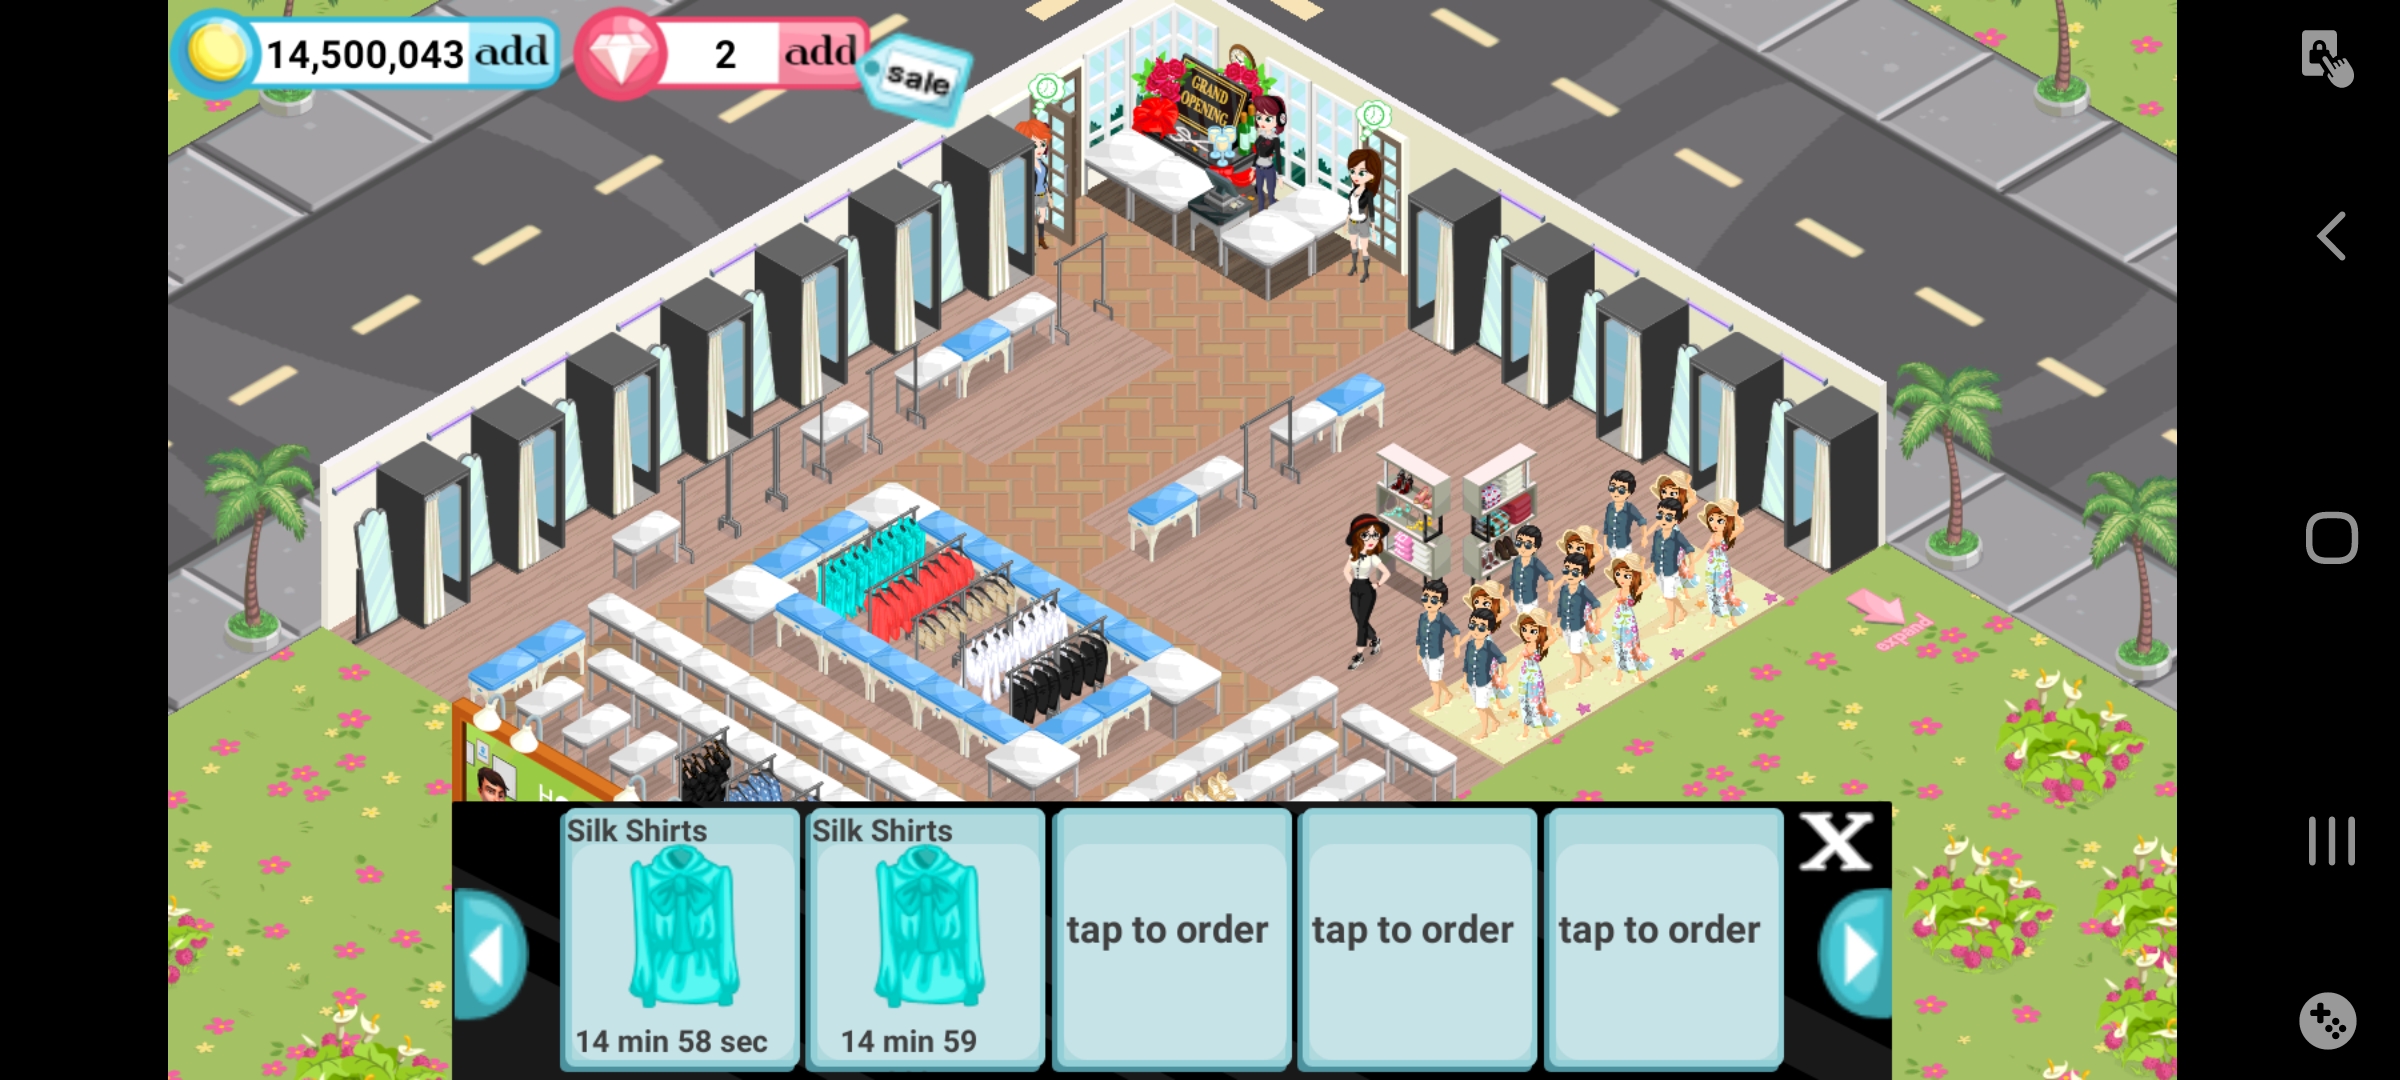 14,500,043 add
2 add
sale
GRAND
OPENING
expand
Silk Shirts
14 min 58 sec
Silk Shirts
14 min 59
tap to order
tap to order
tap to order
X